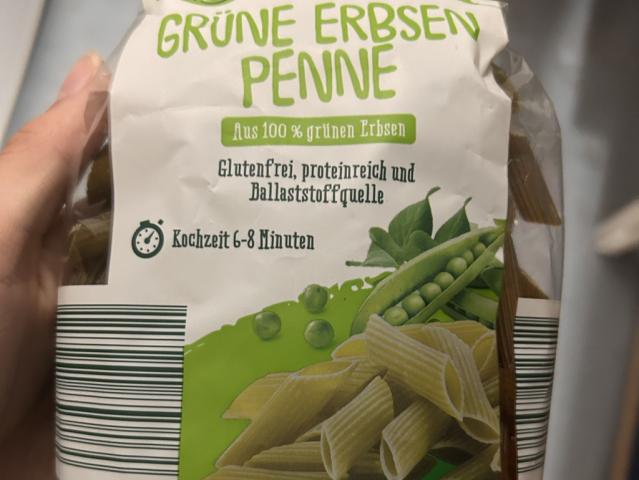 GRÜNE ERBSEN
PENNE
Aus 100 % grünen Erbsen
Glutenfrei, proteinreich und
Ballaststoffquelle
Kochzeit 6-8 Minuten